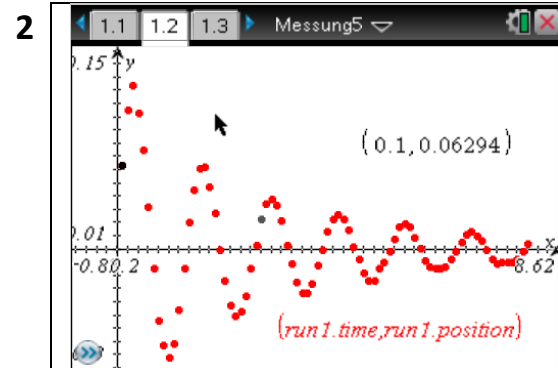 2
1.1 1.2 1.3 Messung5
0.15 y
(0.1,0.06294)
0.01
x
-0.8 0.2 8.62
(run1.time,run1.position)